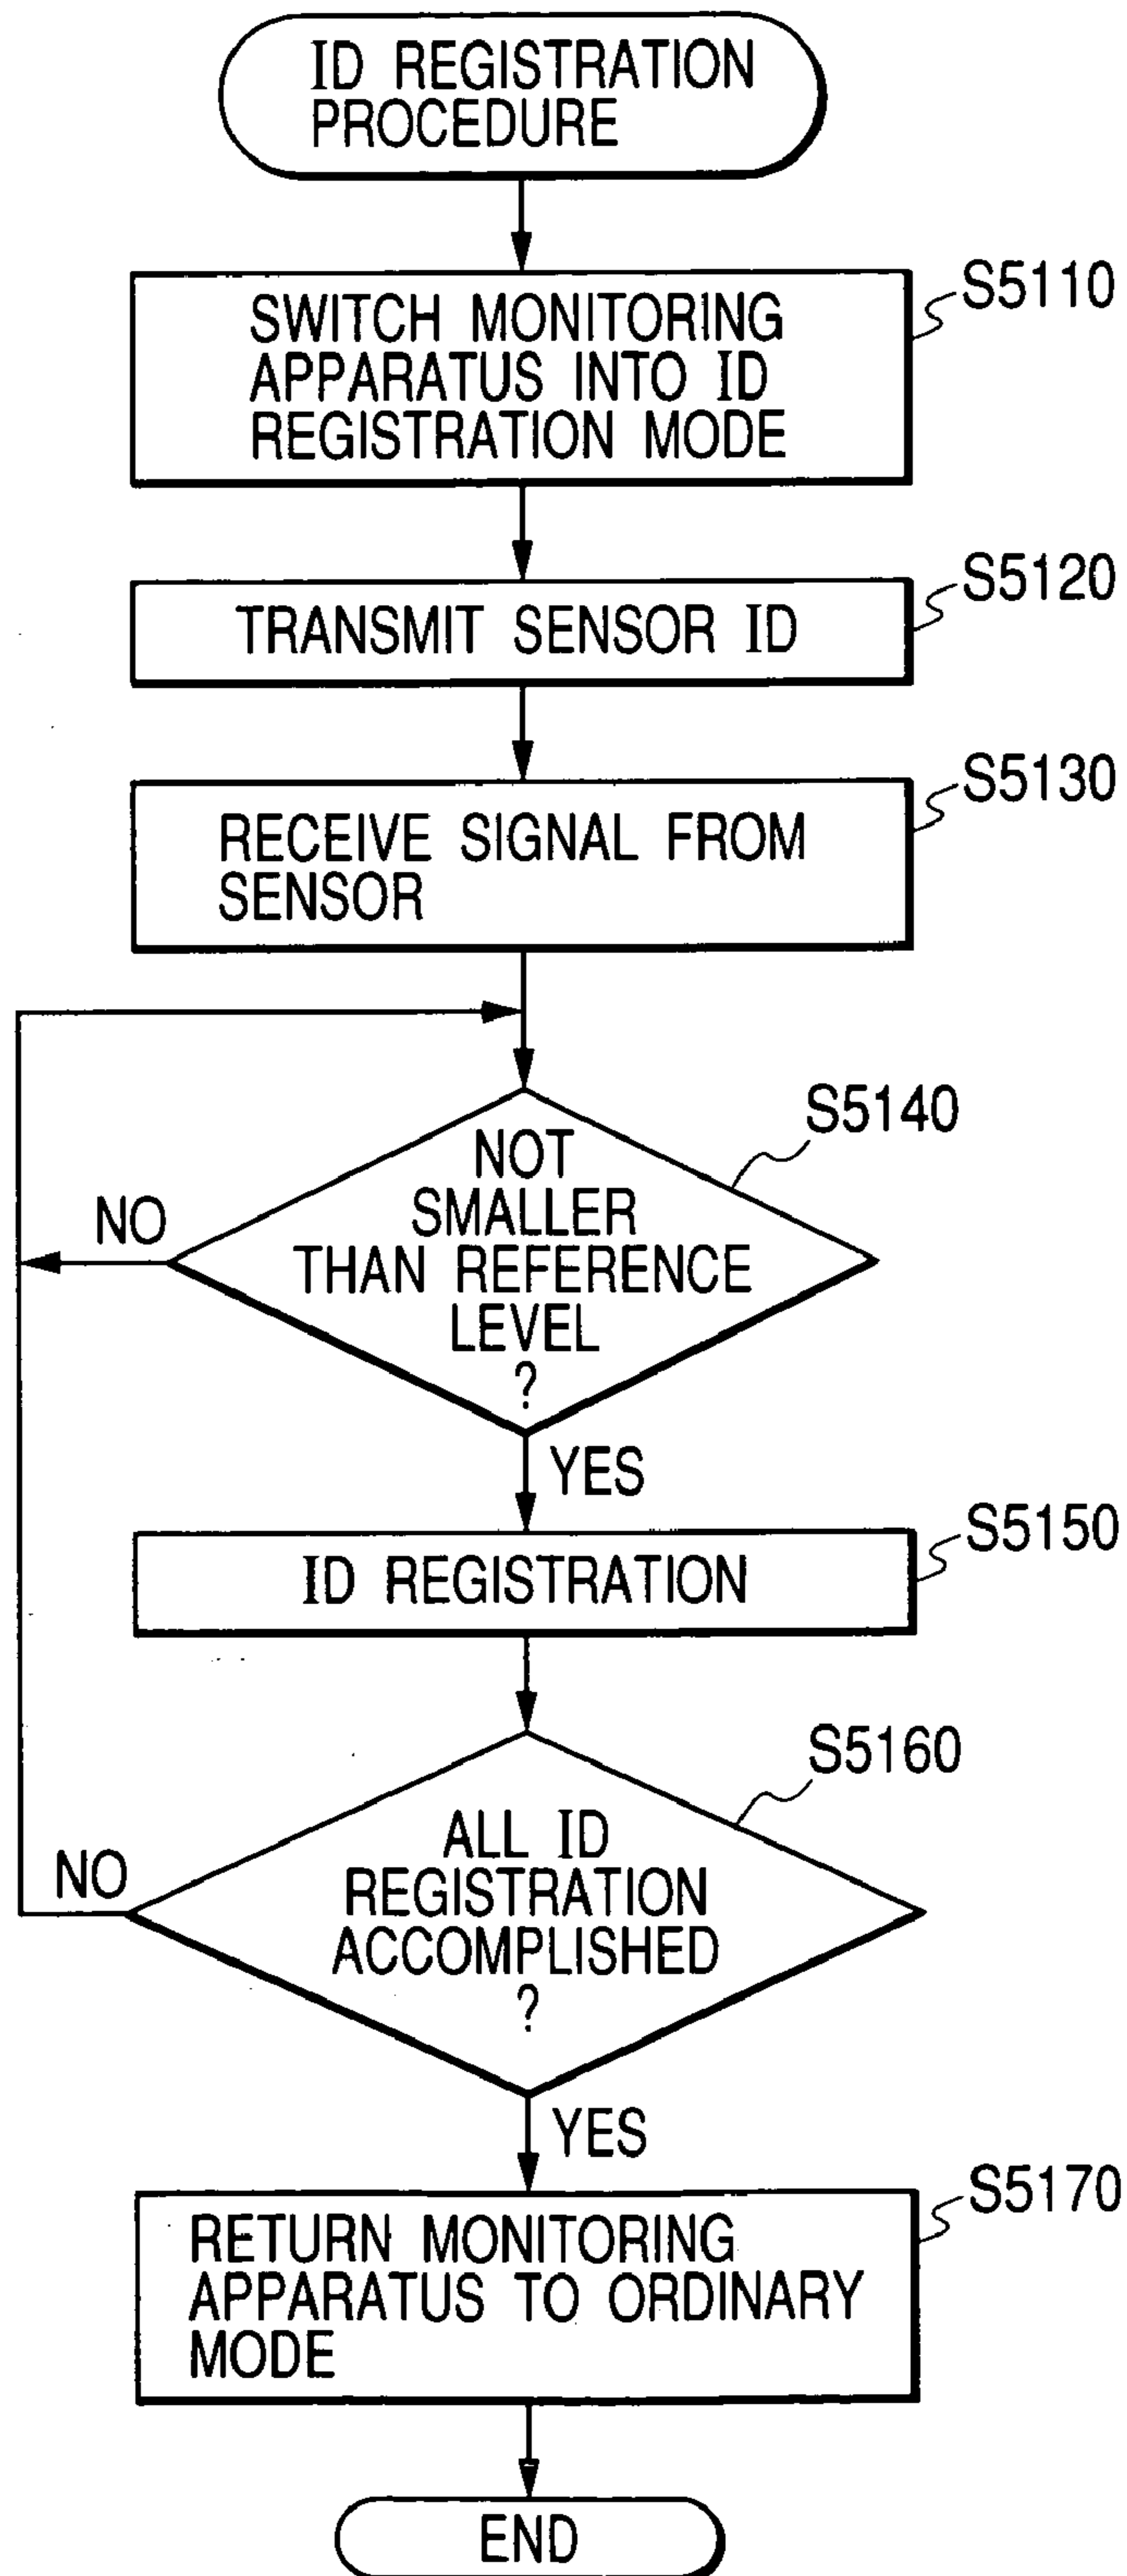 ID REGISTRATION
PROCEDURE
S5110
SWITCH MONITORING
APPARATUS INTO ID
REGISTRATION MODE
S5120
TRANSMIT SENSOR ID
S5130
RECEIVE SIGNAL FROM
SENSOR
S5140
NOT
SMALLER
THAN REFERENCE
LEVEL
?
NO
YES
S5150
ID REGISTRATION
S5160
ALL ID
REGISTRATION
ACCOMPLISHED
?
NO
YES
S5170
RETURN MONITORING
APPARATUS TO ORDINARY
MODE
END